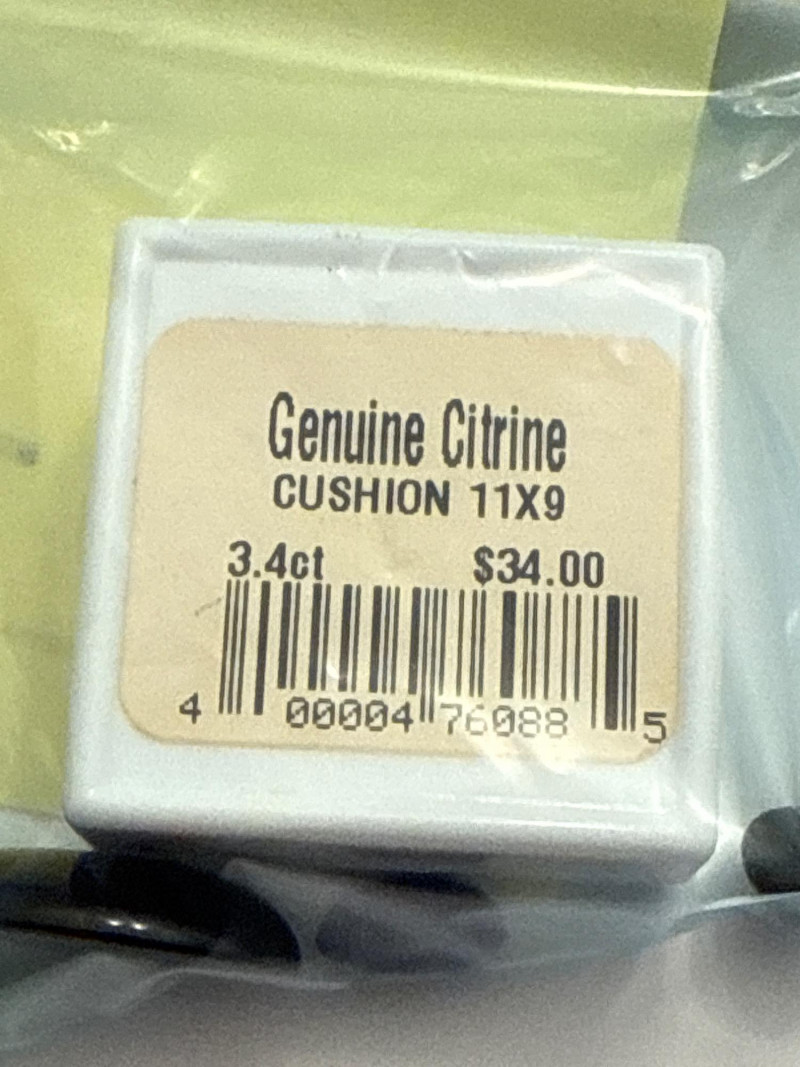 Genuine Citrine
CUSHION 11X9
3.4ct $34.00
4 00004 76088 5